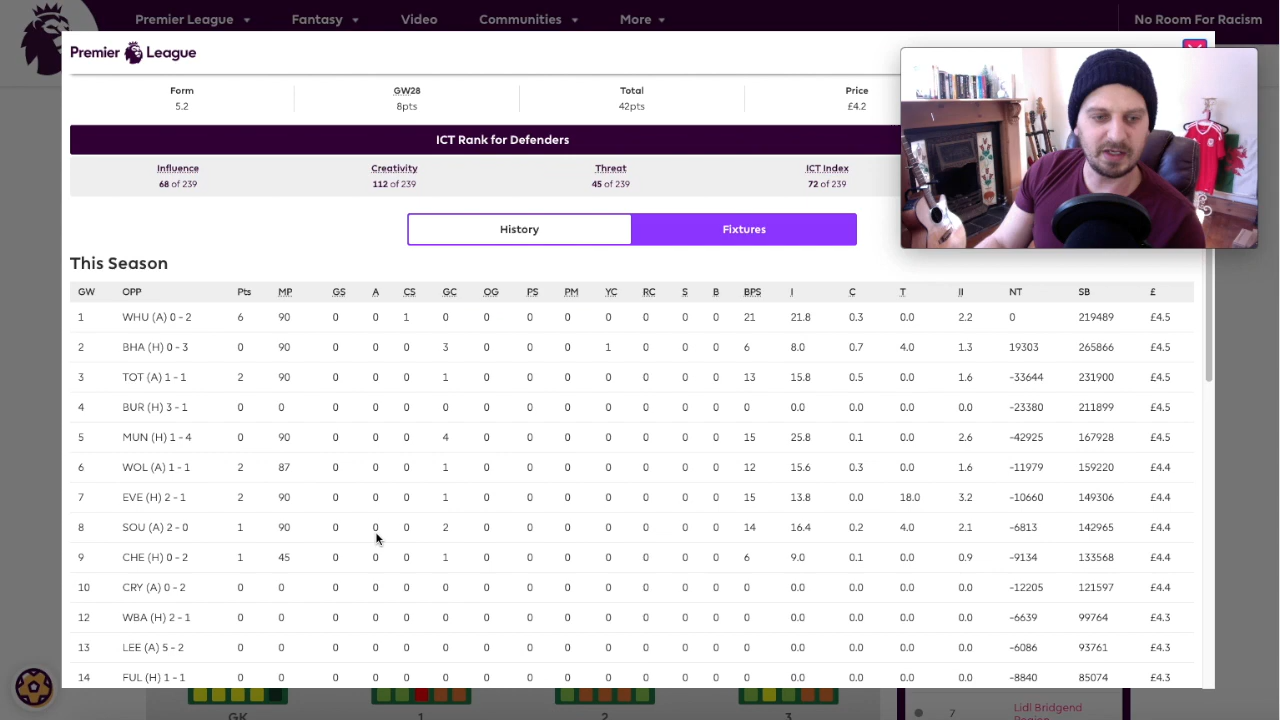 Premier League Fantasy Video Communities More No Room For Racism
Premier League
Form GW28 Total Price
5.2 8pts 42pts £4.2
ICT Rank for Defenders
Influence Creativity Threat ICT Index
68 of 239 112 of 239 45 of 239 72 of 239
History Fixtures
This Season
GW OPP Pts MP GS A CS GC OG PS PM YC RC S B BPS I C T II NT SB £
1 WHU (A) 0 - 2 6 90 0 0 1 0 0 0 0 0 0 0 0 21 21.8 0.3 0.0 2.2 0 219489 £4.5
2 BHA (H) 0 - 3 0 90 0 0 0 3 0 0 0 1 0 0 0 6 8.0 0.7 4.0 1.3 19303 265866 £4.5
3 TOT (A) 1 - 1 2 90 0 0 0 1 0 0 0 0 0 0 0 13 15.8 0.5 0.0 1.6 -33644 231900 £4.5
4 BUR (H) 3 - 1 0 0 0 0 0 0 0 0 0 0 0 0 0 0 0.0 0.0 0.0 0.0 -23380 211899 £4.5
5 MUN (H) 1 - 4 0 90 0 0 0 4 0 0 0 0 0 0 0 15 25.8 0.1 0.0 2.6 -42925 167928 £4.5
6 WOL (A) 1 - 1 2 87 0 0 0 1 0 0 0 0 0 0 0 12 15.6 0.3 0.0 1.6 -11979 159220 £4.4
7 EVE (H) 2 - 1 2 90 0 0 0 1 0 0 0 0 0 0 0 15 13.8 0.0 18.0 3.2 -10660 149306 £4.4
8 SOU (A) 2 - 0 1 90 0 0 0 2 0 0 0 0 0 0 0 14 16.4 0.2 4.0 2.1 -6813 142965 £4.4
9 CHE (H) 0 - 2 1 45 0 0 0 1 0 0 0 0 0 0 0 6 9.0 0.1 0.0 0.9 -9134 133568 £4.4
10 CRY (A) 0 - 2 0 0 0 0 0 0 0 0 0 0 0 0 0 0 0.0 0.0 0.0 0.0 -12205 121597 £4.4
12 WBA (H) 2 - 1 0 0 0 0 0 0 0 0 0 0 0 0 0 0 0.0 0.0 0.0 0.0 -6639 99764 £4.3
13 LEE (A) 5 - 2 0 0 0 0 0 0 0 0 0 0 0 0 0 0 0.0 0.0 0.0 0.0 -6086 93761 £4.3
14 FUL (H) 1 - 1 0 0 0 0 0 0 0 0 0 0 0 0 0 0 0.0 0.0 0.0 0.0 -8840 85074 £4.3
GK 1 2 3 7 Lidl Bridgend
Region